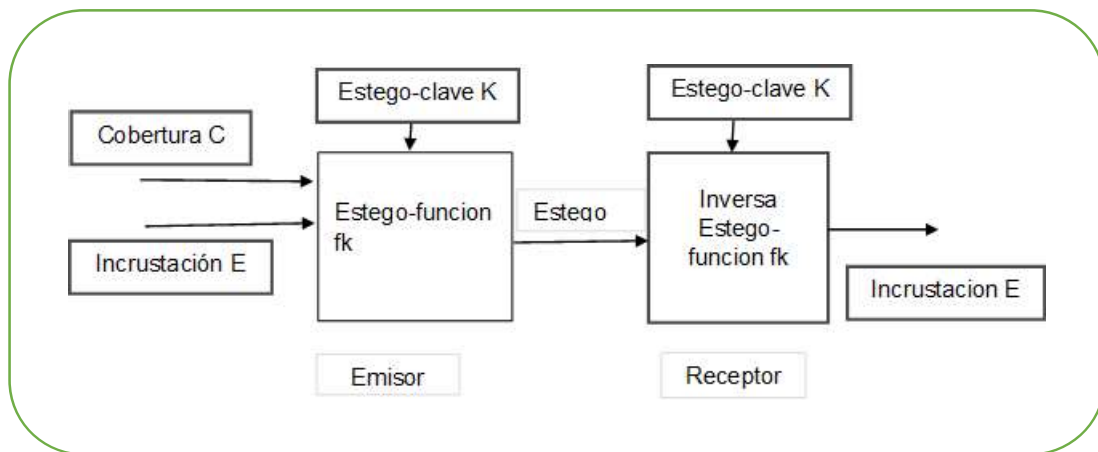 Estego-clave K
Estego-clave K
Cobertura C
Estego-funcion
fk
Estego
Inversa
Estego-
funcion fk
Incrustación E
Incrustacion E
Emisor
Receptor